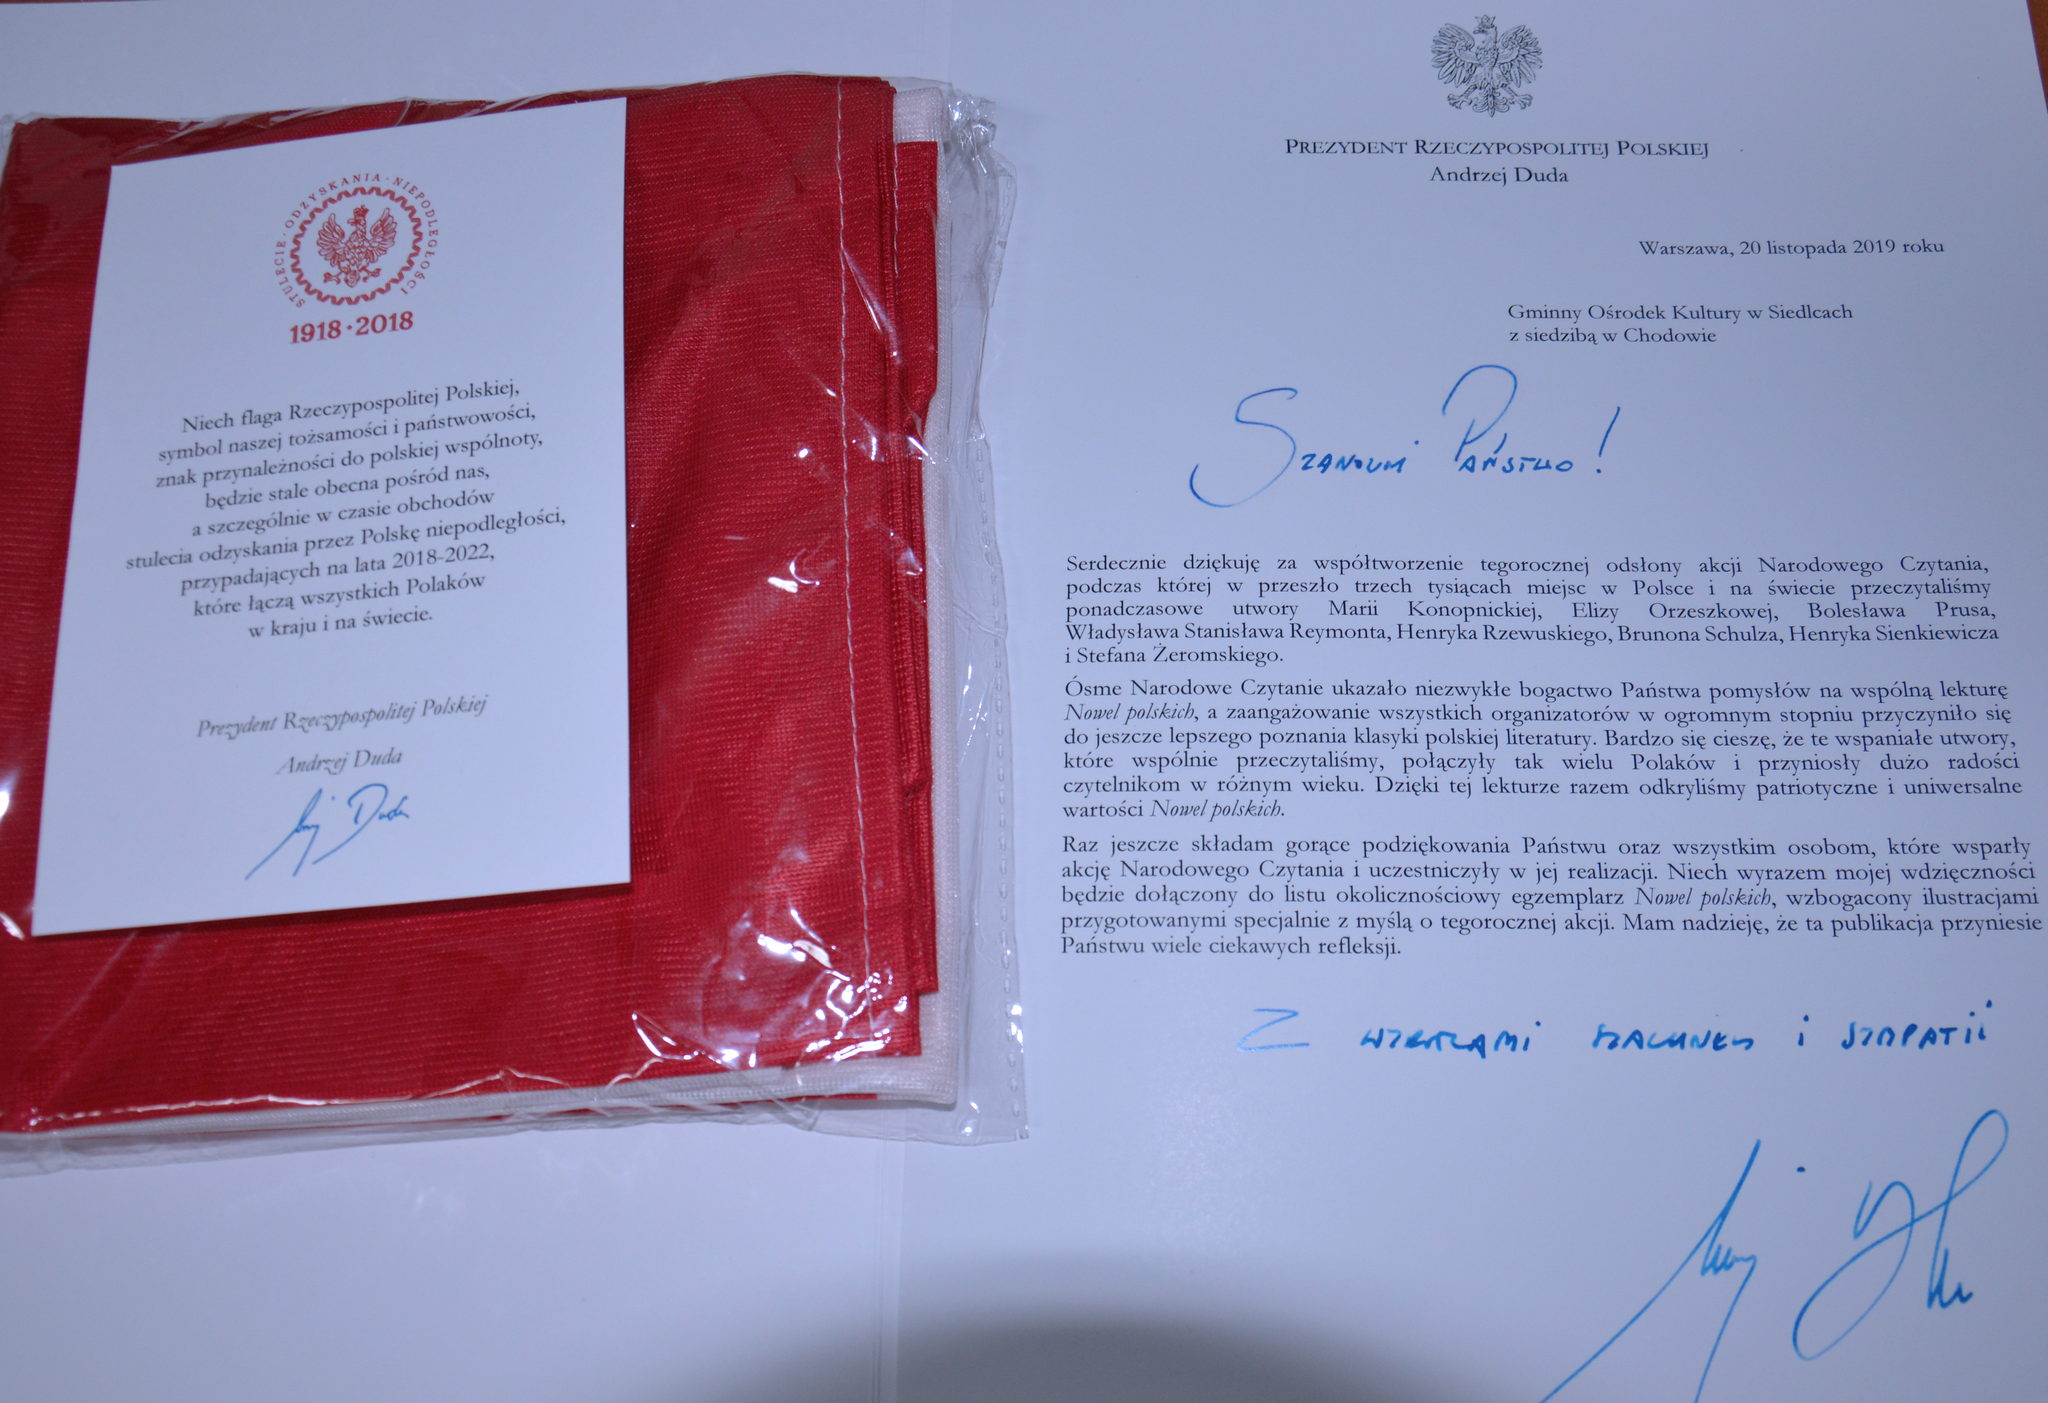 STULECIE · ODZYSKANIA · NIEPODLEGŁOŚCI
1918 · 2018
Niech flaga Rzeczypospolitej Polskiej,
symbol naszej tożsamości i państwowości,
znak przynależności do polskiej wspólnoty,
będzie stale obecna pośród nas,
a szczególnie w czasie obchodów
stulecia odzyskania przez Polskę niepodległości,
przypadających na lata 2018-2022,
które łączą wszystkich Polaków
w kraju i na świecie.
Prezydent Rzeczypospolitej Polskiej
Andrzej Duda
Duda
PREZYDENT RZECZYPOSPOLITEJ POLSKIEJ
Andrzej Duda
Warszawa, 20 listopada 2019 roku
Gminny Ośrodek Kultury w Siedlcach
z siedzibą w Chodowie
Szanowni Państwo!
Serdecznie dziękuję za współtworzenie tegorocznej odsłony akcji Narodowego Czytania,
podczas której w przeszło trzech tysiącach miejsc w Polsce i na świecie przeczytaliśmy
ponadczasowe utwory Marii Konopnickiej, Elizy Orzeszkowej, Bolesława Prusa,
Władysława Stanisława Reymonta, Henryka Rzewuskiego, Brunona Schulza, Henryka Sienkiewicza
i Stefana Żeromskiego.
Ósme Narodowe Czytanie ukazało niezwykłe bogactwo Państwa pomysłów na wspólną lekturę
Nowel polskich, a zaangażowanie wszystkich organizatorów w ogromnym stopniu przyczyniło się
do jeszcze lepszego poznania klasyki polskiej literatury. Bardzo się cieszę, że te wspaniałe utwory,
które wspólnie przeczytaliśmy, połączyły tak wielu Polaków i przyniosły dużo radości
czytelnikom w różnym wieku. Dzięki tej lekturze razem odkryliśmy patriotyczne i uniwersalne
wartości Nowel polskich.
Raz jeszcze składam gorące podziękowania Państwu oraz wszystkim osobom, które wsparły
akcję Narodowego Czytania i uczestniczyły w jej realizacji. Niech wyrazem mojej wdzięczności
będzie dołączony do listu okolicznościowy egzemplarz Nowel polskich, wzbogacony ilustracjami
przygotowanymi specjalnie z myślą o tegorocznej akcji. Mam nadzieję, że ta publikacja przyniesie
Państwu wiele ciekawych refleksji.
Z wyrazami szacunku i sympatii